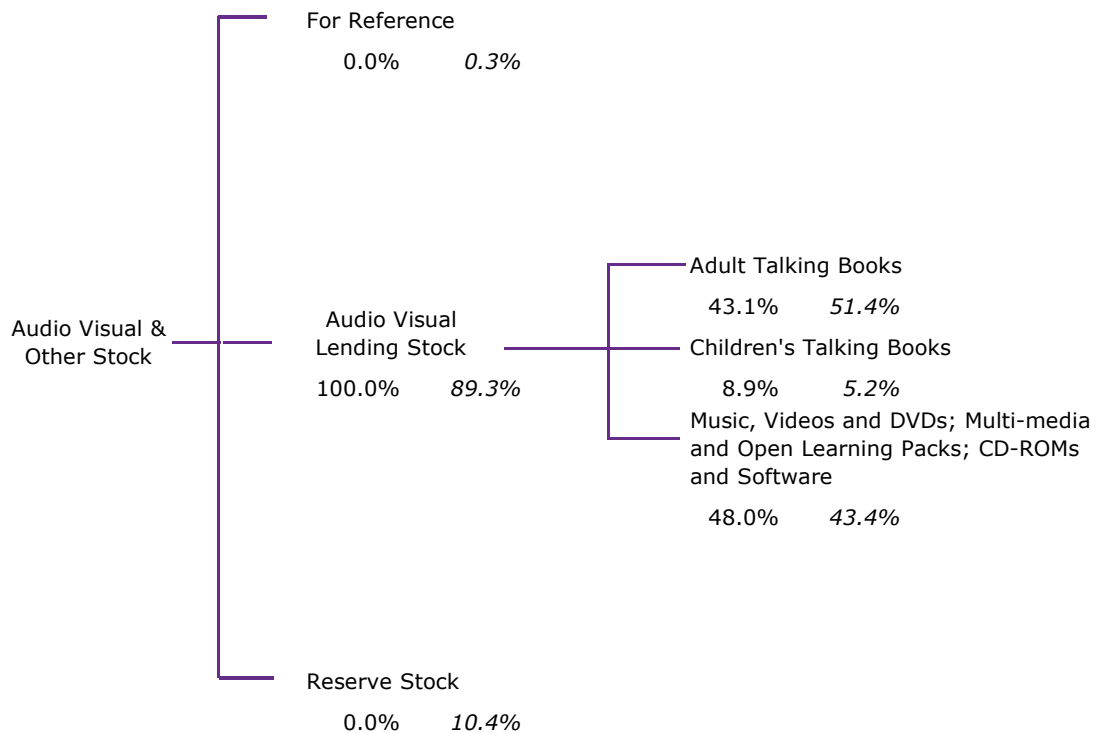 For Reference
0.0% 0.3%
Audio Visual &
Other Stock
Audio Visual
Lending Stock
100.0% 89.3%
Adult Talking Books
43.1% 51.4%
Children's Talking Books
8.9% 5.2%
Music, Videos and DVDs; Multi-media
and Open Learning Packs; CD-ROMs
and Software
48.0% 43.4%
Reserve Stock
0.0% 10.4%